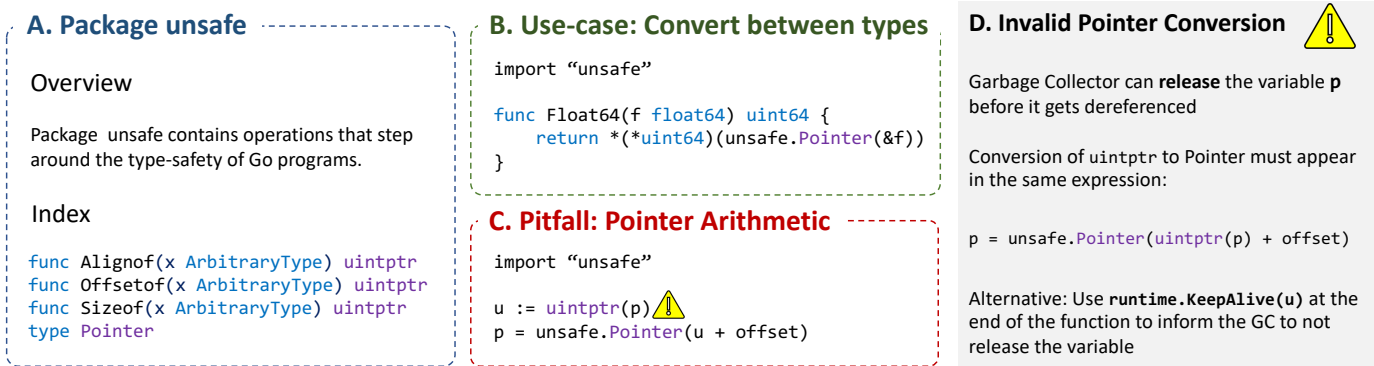 A. Package unsafe
Overview
Package unsafe contains operations that step
around the type-safety of Go programs.
Index
func Alignof(x ArbitraryType) uintptr
func Offsetof(x ArbitraryType) uintptr
func Sizeof(x ArbitraryType) uintptr
type Pointer
B. Use-case: Convert between types
import “unsafe”
func Float64(f float64) uint64 {
    return *(*uint64)(unsafe.Pointer(&f))
}
C. Pitfall: Pointer Arithmetic
import “unsafe”
u := uintptr(p)
p = unsafe.Pointer(u + offset)
D. Invalid Pointer Conversion
Garbage Collector can release the variable p
before it gets dereferenced
Conversion of uintptr to Pointer must appear
in the same expression:
p = unsafe.Pointer(uintptr(p) + offset)
Alternative: Use runtime.KeepAlive(u) at the
end of the function to inform the GC to not
release the variable